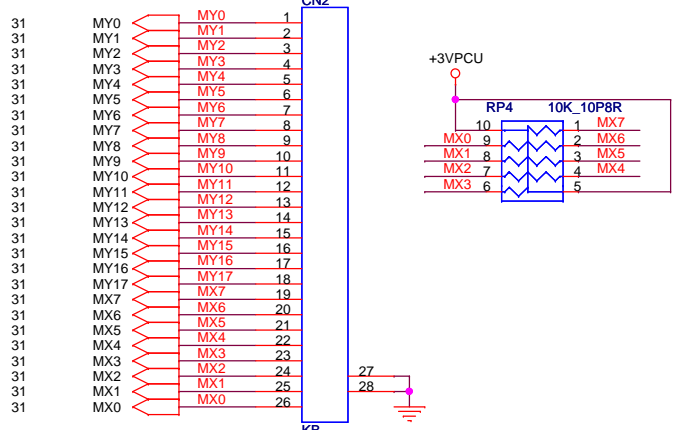 CN2
31 MY0 MY0 1
31 MY1 MY1 2
31 MY2 MY2 3
31 MY3 MY3 4
31 MY4 MY4 5
31 MY5 MY5 6
31 MY6 MY6 7
31 MY7 MY7 8
31 MY8 MY8 9
31 MY9 MY9 10
31 MY10 MY10 11
31 MY11 MY11 12
31 MY12 MY12 13
31 MY13 MY13 14
31 MY14 MY14 15
31 MY15 MY15 16
31 MY16 MY16 17
31 MY17 MY17 18
31 MX7 MX7 19
31 MX6 MX6 20
31 MX5 MX5 21
31 MX4 MX4 22
31 MX3 MX3 23
31 MX2 MX2 24
31 MX1 MX1 25
31 MX0 MX0 26
27
28
KB
+3VPCU
RP4 10K_10P8R
10 1 MX7
MX0 9 2 MX6
MX1 8 3 MX5
MX2 7 4 MX4
MX3 6 5